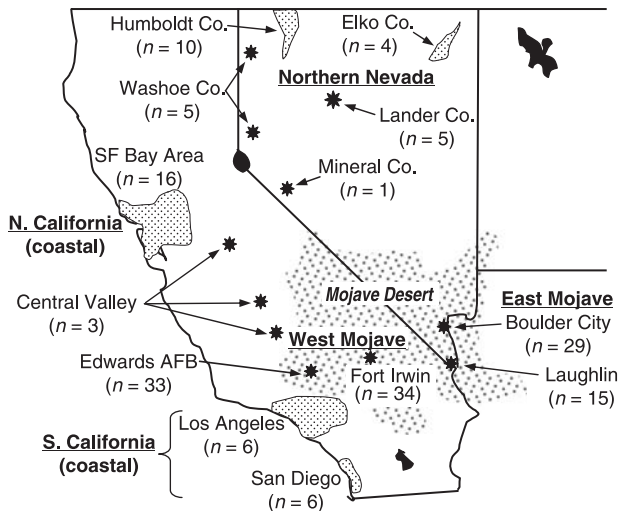 Humboldt Co.
(n = 10)
Elko Co.
(n = 4)
Northern Nevada
Washoe Co.
(n = 5)
Lander Co.
(n = 5)
SF Bay Area
(n = 16)
Mineral Co.
(n = 1)
N. California
(coastal)
Mojave Desert
East Mojave
Central Valley
(n = 3)
Boulder City
(n = 29)
West Mojave
Edwards AFB
(n = 33)
Fort Irwin
(n = 34)
Laughlin
(n = 15)
Los Angeles
(n = 6)
S. California
(coastal)
San Diego
(n = 6)